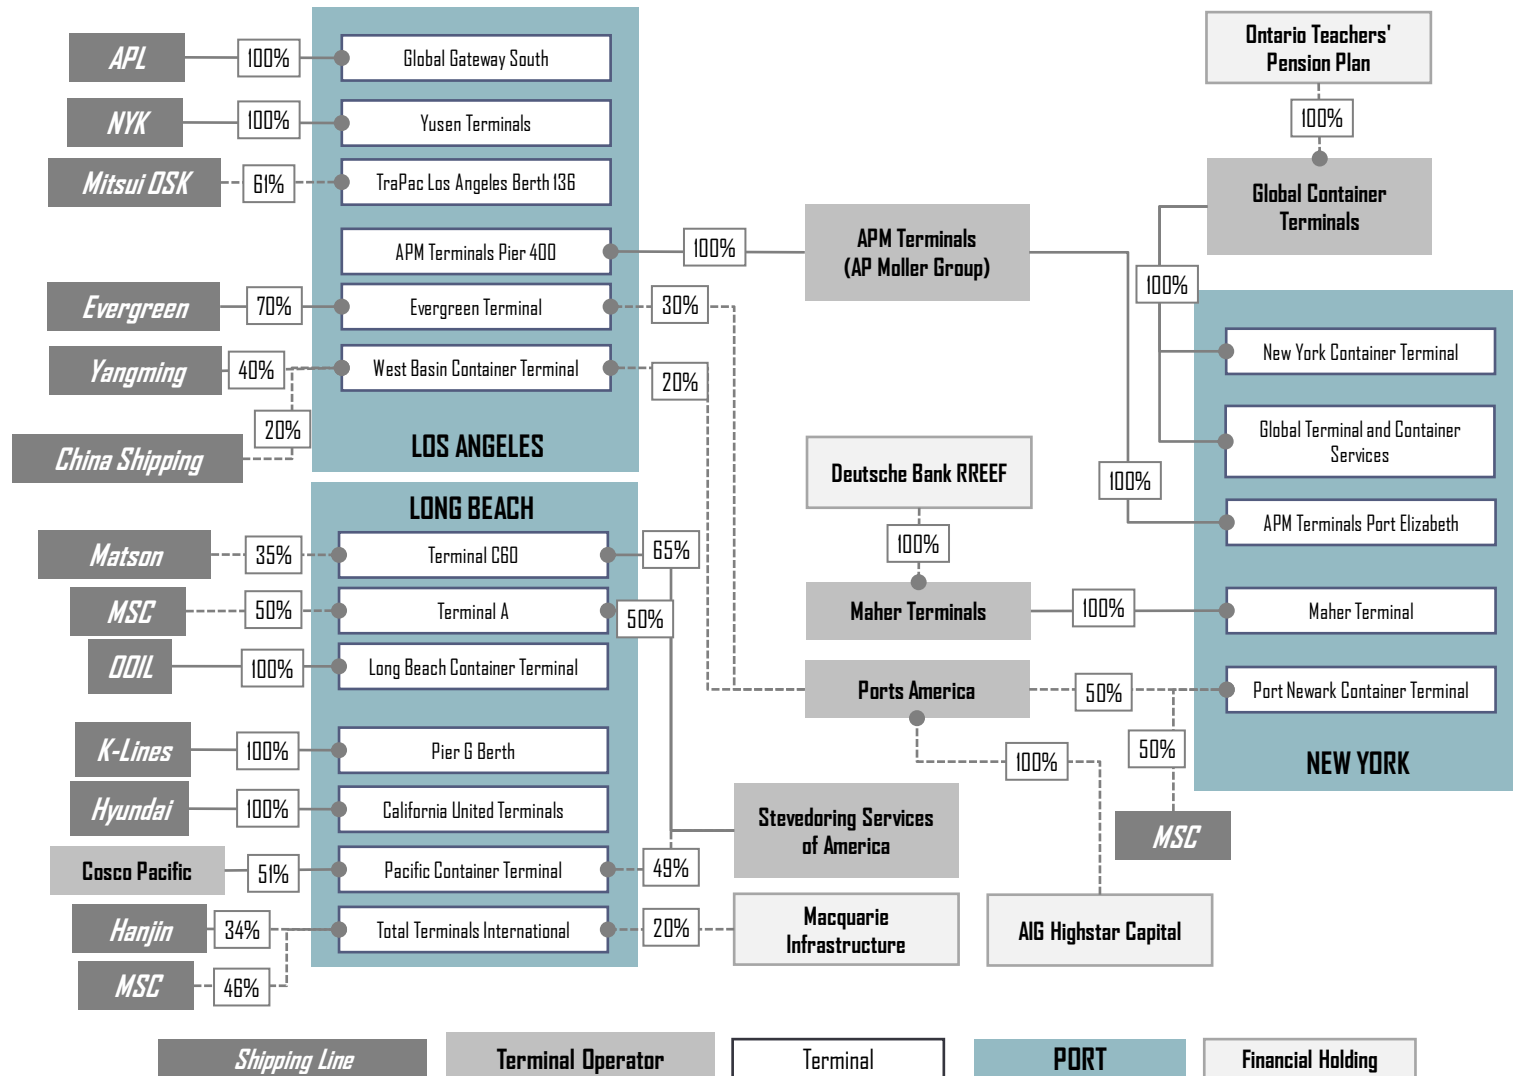 APL
100%
Global Gateway South
NYK
100%
Yusen Terminals
Mitsui OSK
61%
TraPac Los Angeles Berth 136
APM Terminals Pier 400
100%
Evergreen
70%
Evergreen Terminal
30%
Yangming
40%
West Basin Container Terminal
20%
China Shipping
20%
LOS ANGELES
LONG BEACH
Matson
35%
Terminal C60
65%
MSC
50%
Terminal A
50%
OOIL
100%
Long Beach Container Terminal
K-Lines
100%
Pier G Berth
Hyundai
100%
California United Terminals
Cosco Pacific
51%
Pacific Container Terminal
49%
Hanjin
34%
Total Terminals International
20%
MSC
46%
APM Terminals
(AP Moller Group)
Deutsche Bank RREEF
100%
Maher Terminals
100%
Ports America
50%
100%
50%
MSC
Stevedoring Services
of America
Macquarie
Infrastructure
AIG Highstar Capital
Ontario Teachers'
Pension Plan
100%
Global Container
Terminals
100%
100%
New York Container Terminal
Global Terminal and Container
Services
APM Terminals Port Elizabeth
Maher Terminal
Port Newark Container Terminal
NEW YORK
Shipping Line
Terminal Operator
Terminal
PORT
Financial Holding